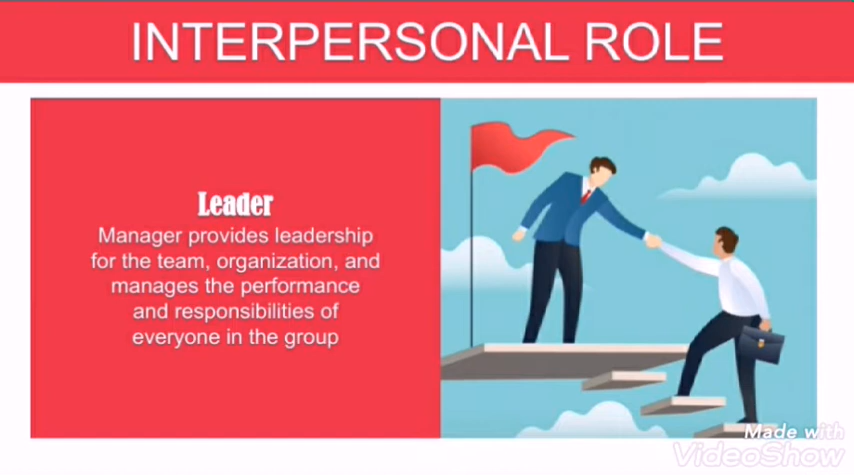 INTERPERSONAL ROLE
Leader
Manager provides leadership
for the team, organization, and
manages the performance
and responsibilities of
everyone in the group
Made with
VideoShow